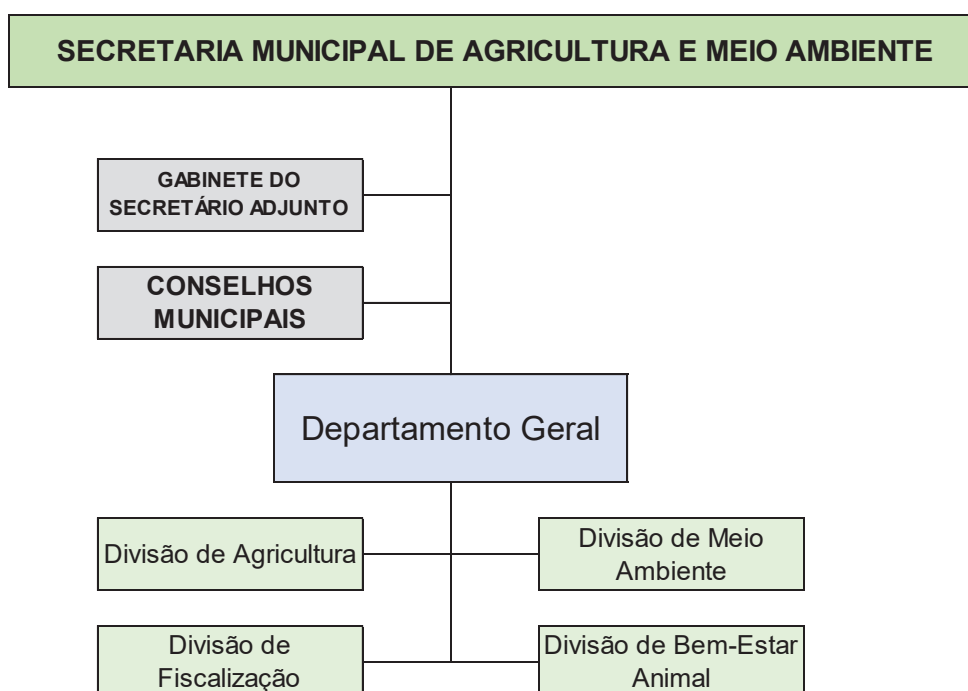 SECRETARIA MUNICIPAL DE AGRICULTURA E MEIO AMBIENTE
GABINETE DO
SECRETÁRIO ADJUNTO
CONSELHOS
MUNICIPAIS
Departamento Geral
Divisão de Agricultura
Divisão de Meio
Ambiente
Divisão de
Fiscalização
Divisão de Bem-Estar
Animal